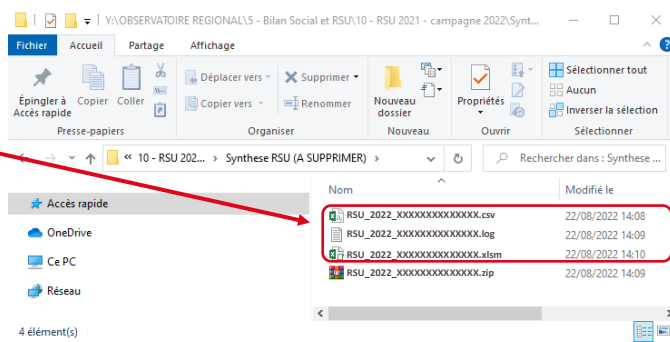 Y:\OBSERVATOIRE REGIONAL\5 - Bilan Social et RSU\10 - RSU 2021 - campagne 2022\Synt...
Fichier Accueil Partage Affichage
Épingler à Accès rapide
Copier
Coller
Presse-papiers
Déplacer vers
Copier vers
Supprimer
Renommer
Organiser
Nouveau dossier
Nouveau
Propriétés
Ouvrir
Sélectionner tout
Aucun
Inverser la sélection
Sélectionner
« 10 - RSU 202... › Synthese RSU (A SUPPRIMER) ›
Rechercher dans : Synthese ...
Nom Modifié le
Accès rapide
OneDrive
Ce PC
Réseau
RSU_2022_XXXXXXXXXXXXXX.csv 22/08/2022 14:08
RSU_2022_XXXXXXXXXXXXXX.log 22/08/2022 14:09
RSU_2022_XXXXXXXXXXXXXX.xlsm 22/08/2022 14:10
RSU_2022_XXXXXXXXXXXXXX.zip 22/08/2022 14:09
4 élément(s)